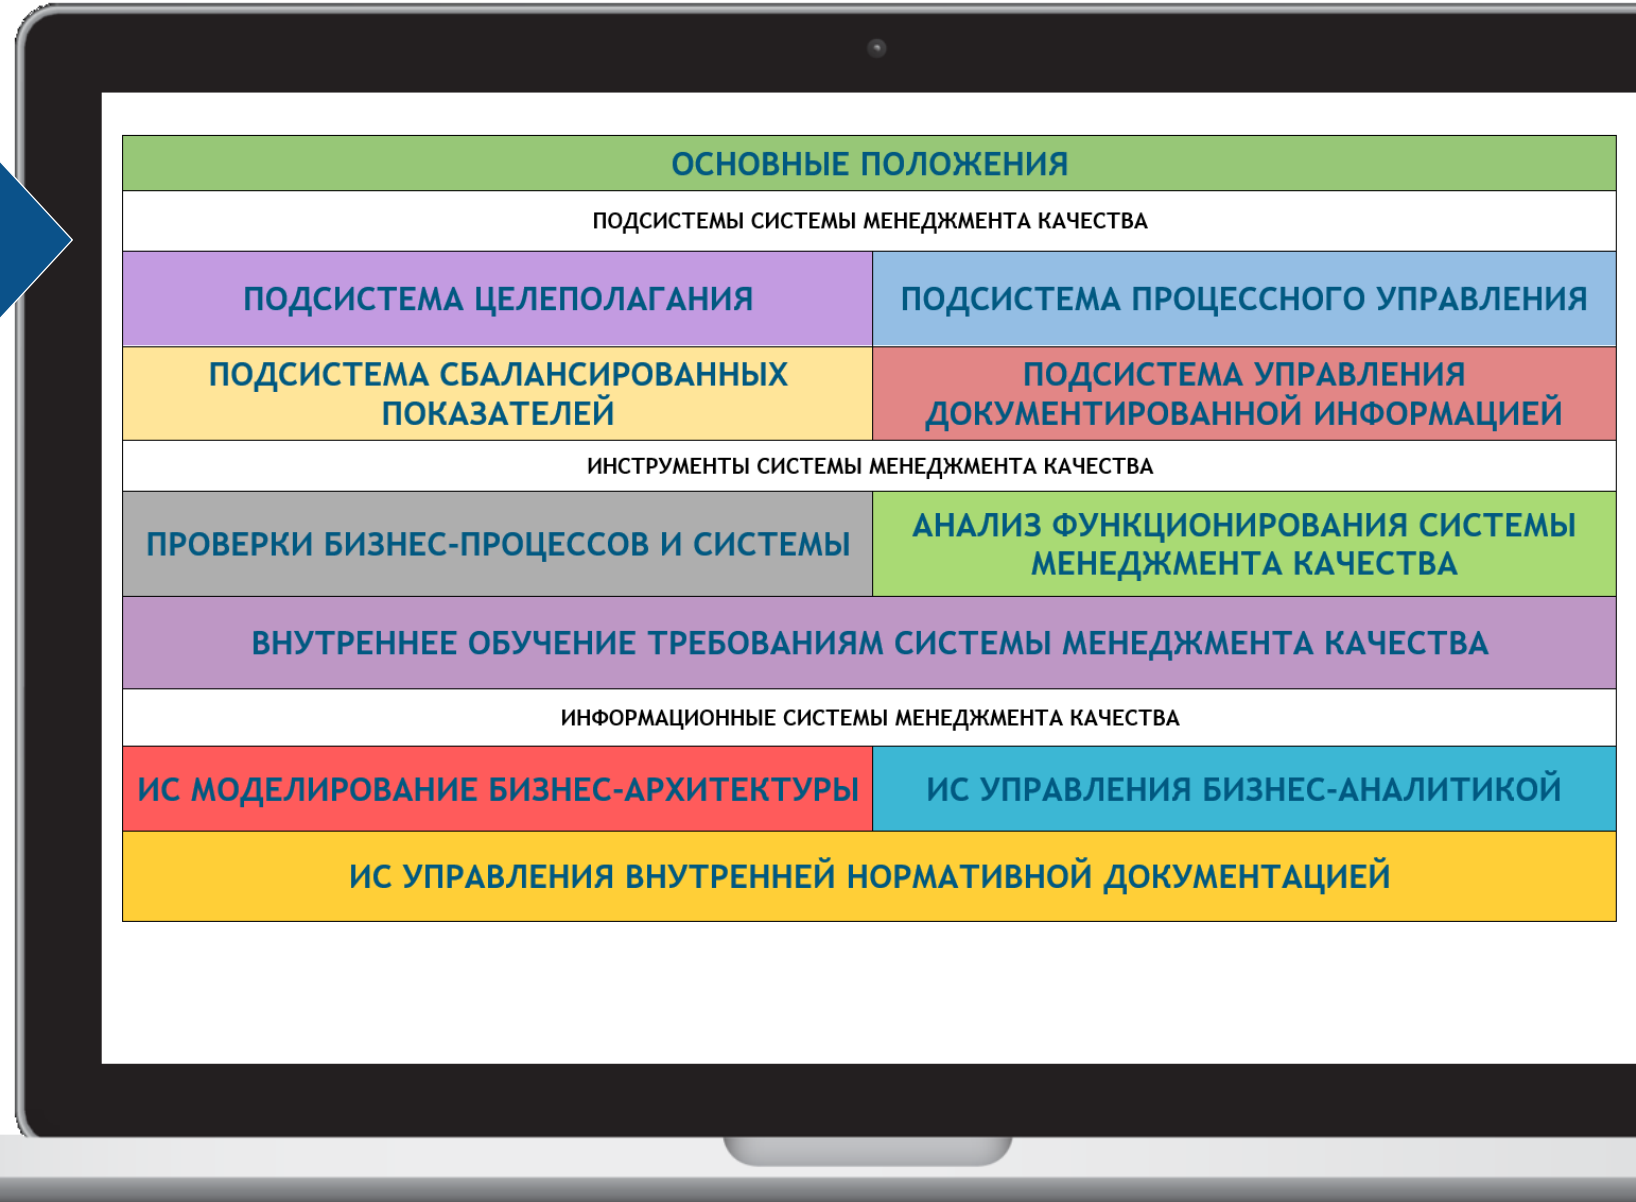 ОСНОВНЫЕ ПОЛОЖЕНИЯ
ПОДСИСТЕМЫ СИСТЕМЫ МЕНЕДЖМЕНТА КАЧЕСТВА
ПОДСИСТЕМА ЦЕЛЕПОЛАГАНИЯ
ПОДСИСТЕМА ПРОЦЕССНОГО УПРАВЛЕНИЯ
ПОДСИСТЕМА СБАЛАНСИРОВАННЫХ
ПОКАЗАТЕЛЕЙ
ПОДСИСТЕМА УПРАВЛЕНИЯ
ДОКУМЕНТИРОВАННОЙ ИНФОРМАЦИЕЙ
ИНСТРУМЕНТЫ СИСТЕМЫ МЕНЕДЖМЕНТА КАЧЕСТВА
ПРОВЕРКИ БИЗНЕС-ПРОЦЕССОВ И СИСТЕМЫ
АНАЛИЗ ФУНКЦИОНИРОВАНИЯ СИСТЕМЫ
МЕНЕДЖМЕНТА КАЧЕСТВА
ВНУТРЕННЕЕ ОБУЧЕНИЕ ТРЕБОВАНИЯМ СИСТЕМЫ МЕНЕДЖМЕНТА КАЧЕСТВА
ИНФОРМАЦИОННЫЕ СИСТЕМЫ МЕНЕДЖМЕНТА КАЧЕСТВА
ИС МОДЕЛИРОВАНИЕ БИЗНЕС-АРХИТЕКТУРЫ
ИС УПРАВЛЕНИЯ БИЗНЕС-АНАЛИТИКОЙ
ИС УПРАВЛЕНИЯ ВНУТРЕННЕЙ НОРМАТИВНОЙ ДОКУМЕНТАЦИЕЙ